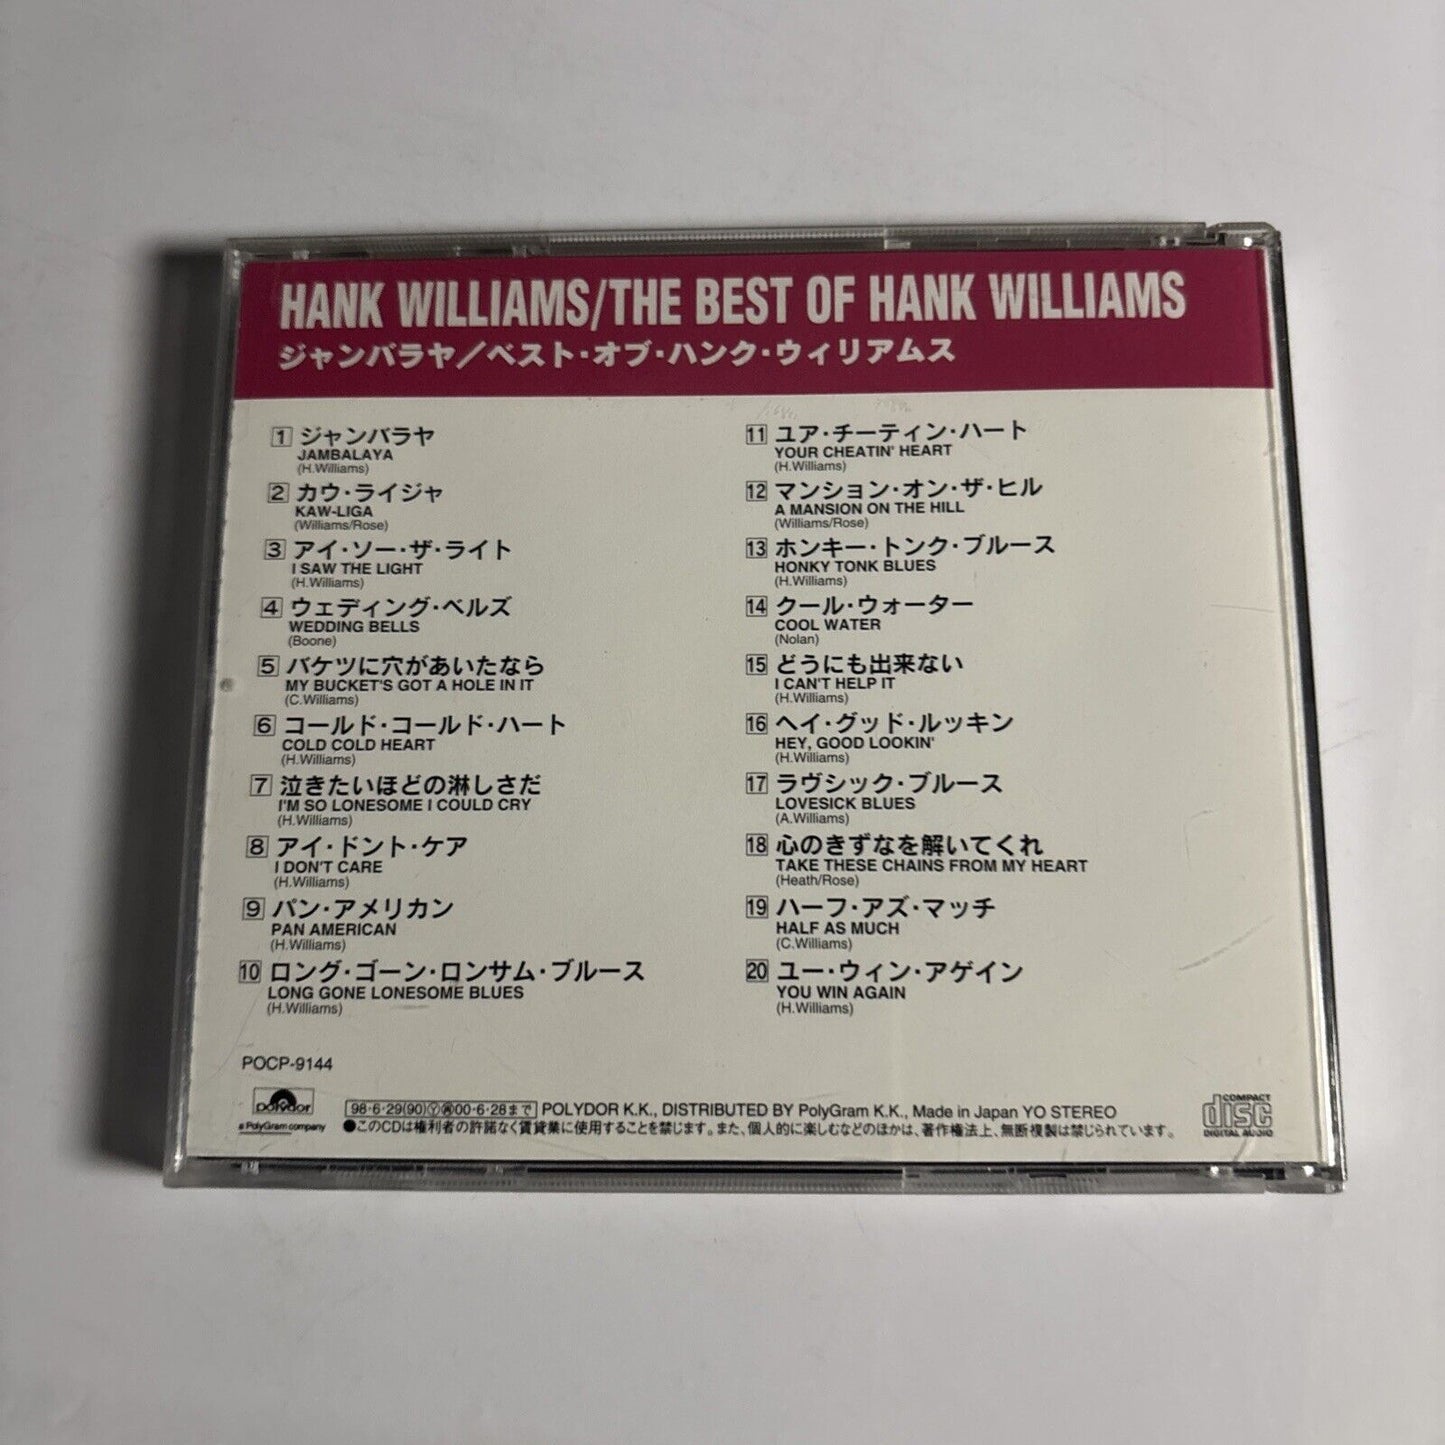 HANK WILLIAMS/THE BEST OF HANK WILLIAMS
ジャンバラヤ／ベスト・オブ・ハンク・ウィリアムス
1 ジャンバラヤ
JAMBALAYA
(H.Williams)
2 カウ・ライジャ
KAW-LIGA
(Williams/Rose)
3 アイ・ソー・ザ・ライト
I SAW THE LIGHT
(H.Williams)
4 ウェディング・ベルズ
WEDDING BELLS
(Boone)
5 バケツに穴があいたなら
MY BUCKET'S GOT A HOLE IN IT
(C.Williams)
6 コールド・コールド・ハート
COLD COLD HEART
(H.Williams)
7 泣きたいほどの淋しさだ
I'M SO LONESOME I COULD CRY
(H.Williams)
8 アイ・ドント・ケア
I DON'T CARE
(H.Williams)
9 パン・アメリカン
PAN AMERICAN
(H.Williams)
10 ロング・ゴーン・ロンサム・ブルース
LONG GONE LONESOME BLUES
(H.Williams)
11 ユア・チーティン・ハート
YOUR CHEATIN' HEART
(H.Williams)
12 マンション・オン・ザ・ヒル
A MANSION ON THE HILL
(Williams/Rose)
13 ホンキー・トンク・ブルース
HONKY TONK BLUES
(H.Williams)
14 クール・ウォーター
COOL WATER
(Nolan)
15 どうにも出来ない
I CAN'T HELP IT
(H.Williams)
16 ヘイ・グッド・ルッキン
HEY, GOOD LOOKIN'
(H.Williams)
17 ラヴシック・ブルース
LOVESICK BLUES
(A.Williams)
18 心のきずなを解いてくれ
TAKE THESE CHAINS FROM MY HEART
(Heath/Rose)
19 ハーフ・アズ・マッチ
HALF AS MUCH
(C.Williams)
20 ユー・ウィン・アゲイン
YOU WIN AGAIN
(H.Williams)
POCP-9144
polydor
a PolyGram company
98・6・29(90)Ⓨ㊞00・6・28まで POLYDOR K.K., DISTRIBUTED BY PolyGram K.K., Made in Japan YO STEREO
●このCDは権利者の許諾なく賃貸業に使用することを禁じます。また、個人的に楽しむなどのほかは、著作権法上、無断複製は禁じられています。
COMPACT
disc
DIGITAL AUDIO